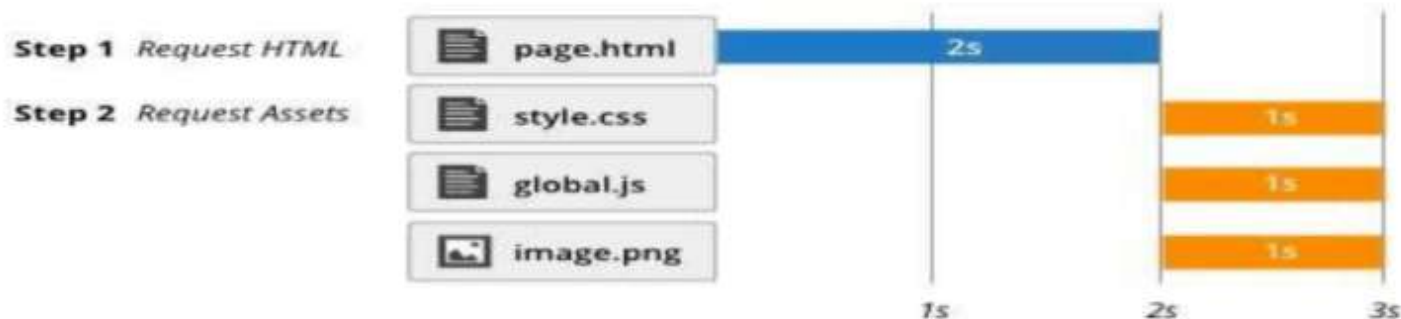 Step 1 Request HTML page.html 2s
Step 2 Request Assets style.css 1s
global.js 1s
image.png 1s
1s 2s 3s